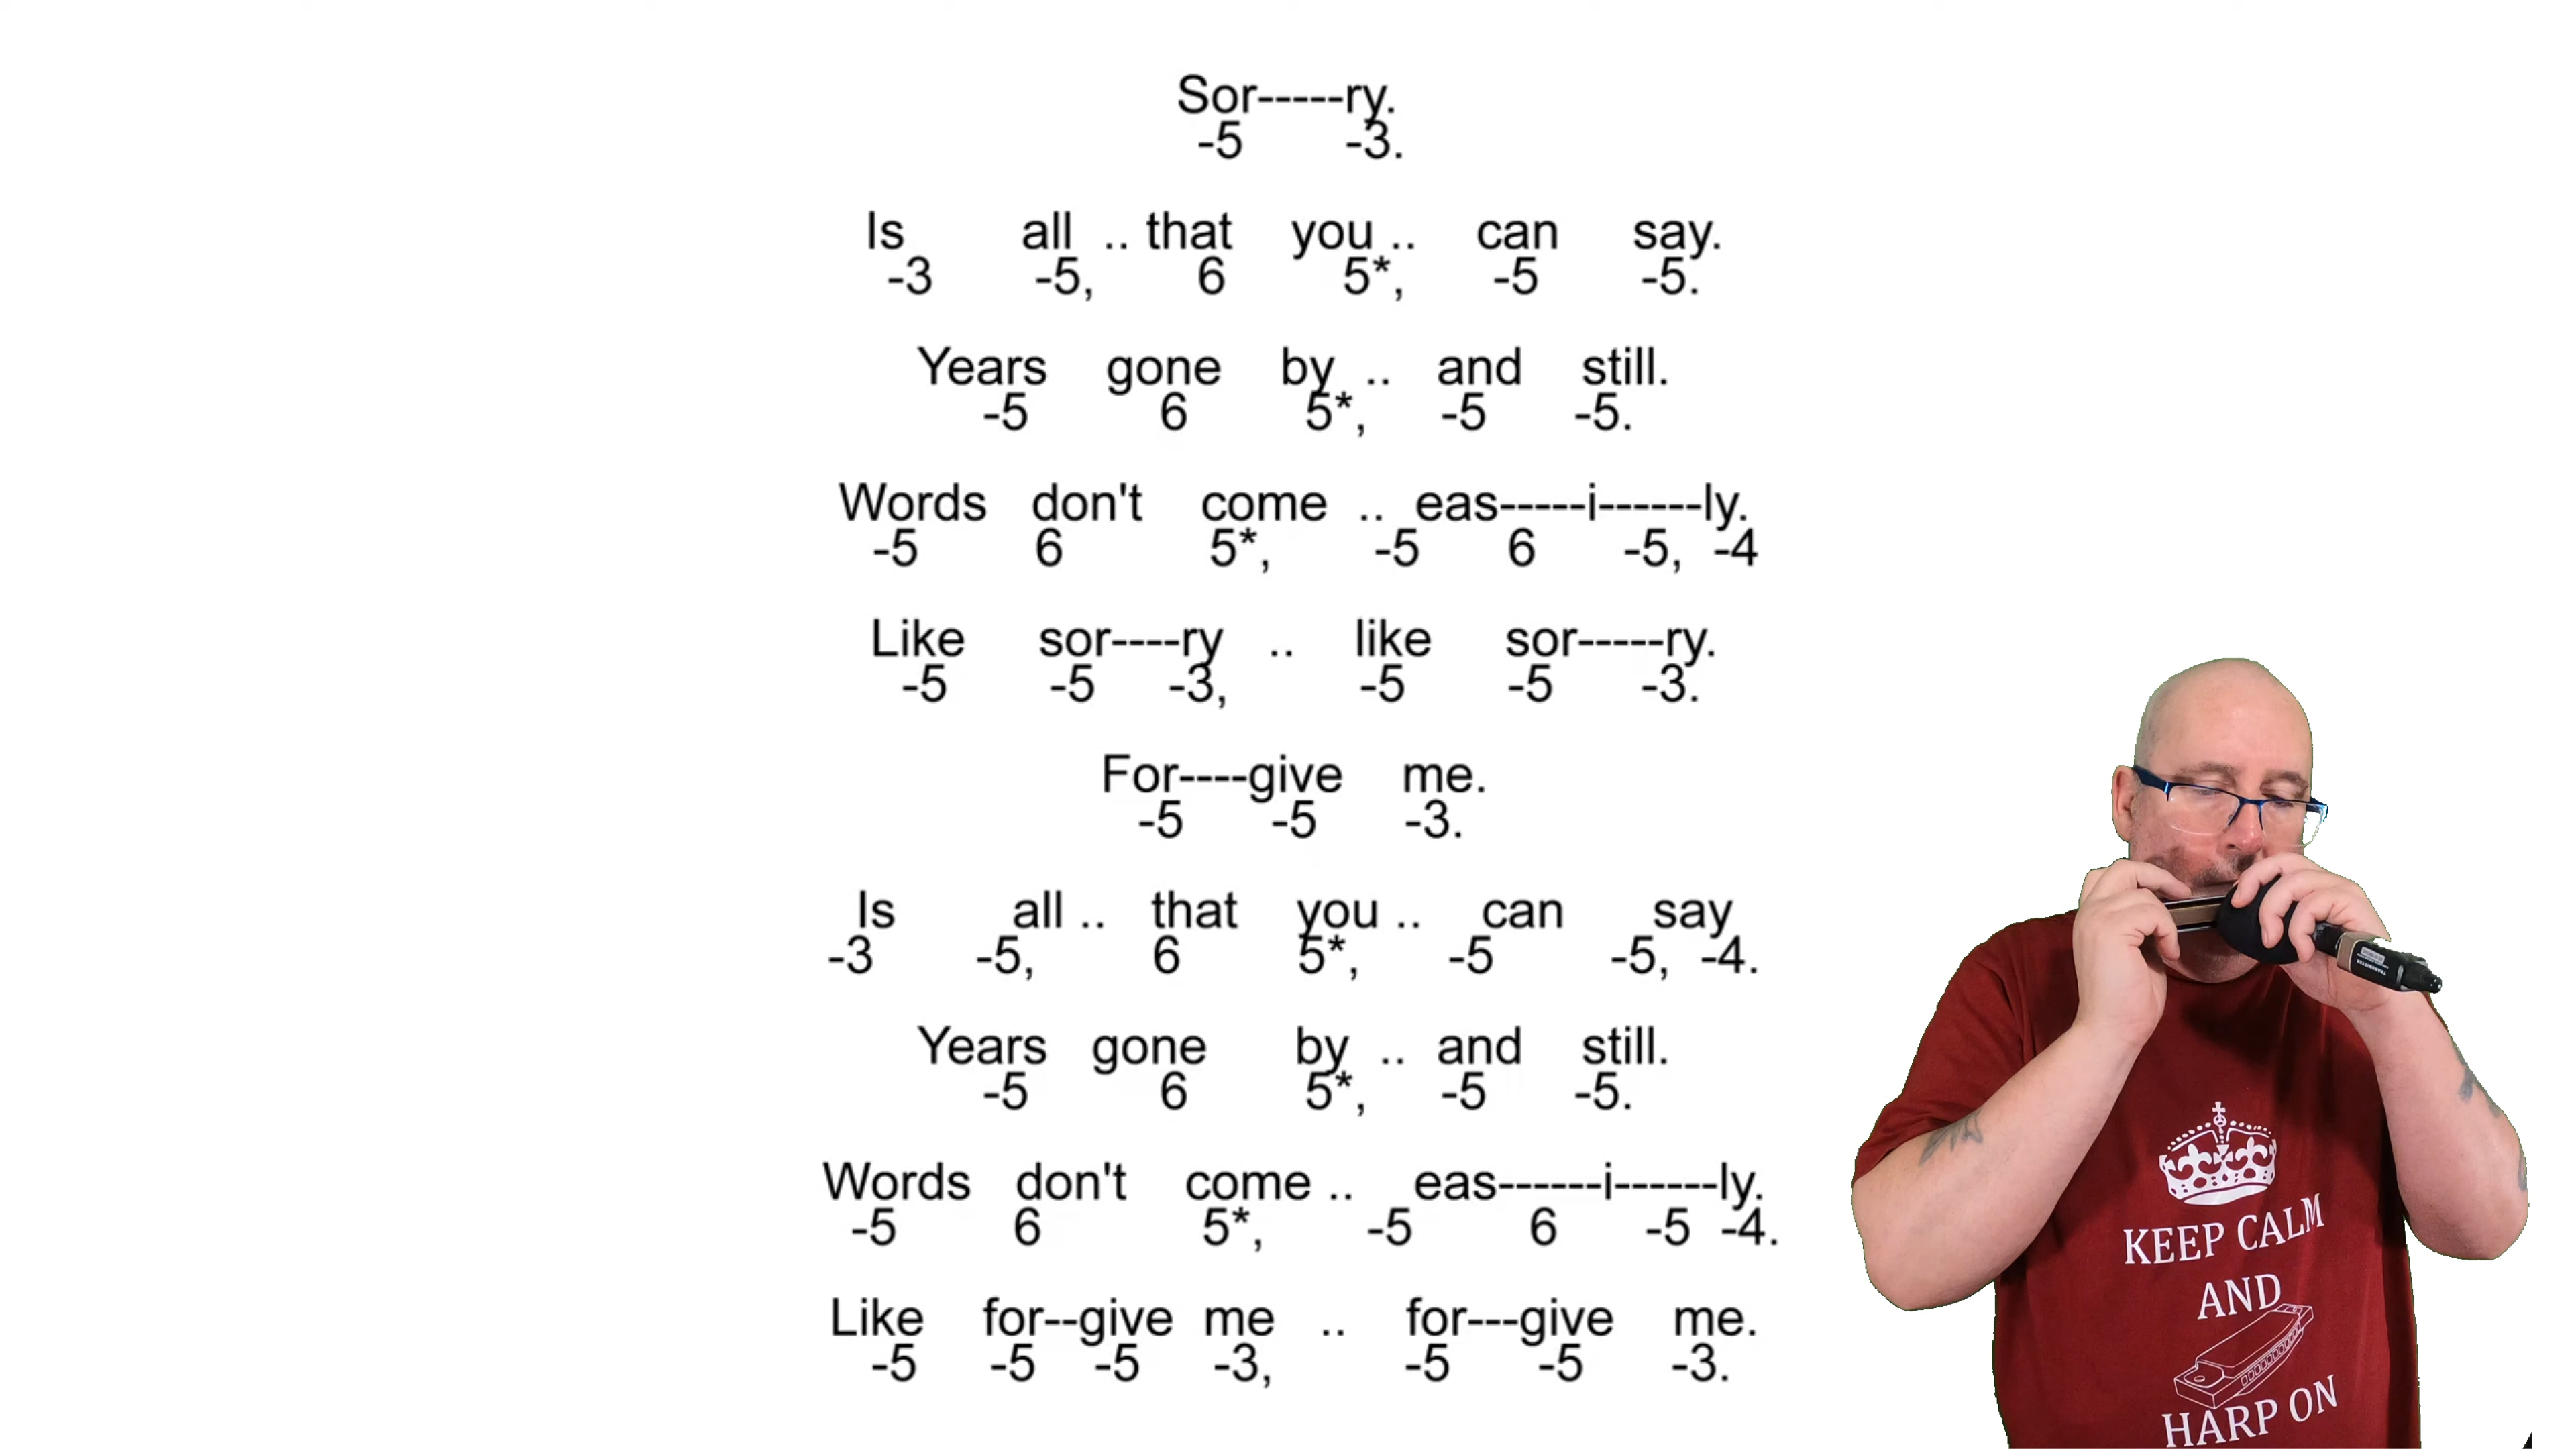 Sor-----ry.
-5 -3.
Is all .. that you .. can say.
-3 -5, 6 5*, -5 -5.
Years gone by .. and still.
-5 6 5*, -5 -5.
Words don't come .. eas-----i------ly.
-5 6 5*, -5 6 -5, -4
Like sor----ry .. like sor-----ry.
-5 -5 -3, -5 -5 -3.
For----give me.
-5 -5 -3.
Is all .. that you .. can say
-3 -5, 6 5*, -5 -5, -4.
Years gone by .. and still.
-5 6 5*, -5 -5.
Words don't come .. eas------i------ly.
-5 6 5*, -5 6 -5 -4.
Like for--give me .. for---give me.
-5 -5 -5 -3, -5 -5 -3.
KEEP CALM
AND
HARP ON